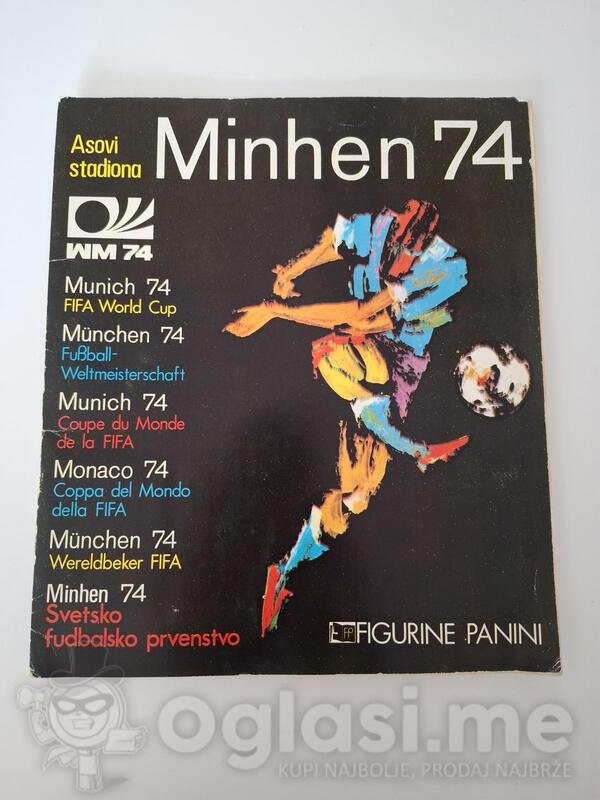 Asovi
stadiona
Minhen 74
WM 74
Munich 74
FIFA World Cup
München 74
Fußball-
Weltmeisterschaft
Munich 74
Coupe du Monde
de la FIFA
Monaco 74
Coppa del Mondo
della FIFA
München 74
Wereldbeker FIFA
Minhen 74
Svetsko
fudbalsko prvenstvo
FIGURINE PANINI
Oglasi.me
KUPI NAJBOLJE, PRODAJ NAJBRŽE